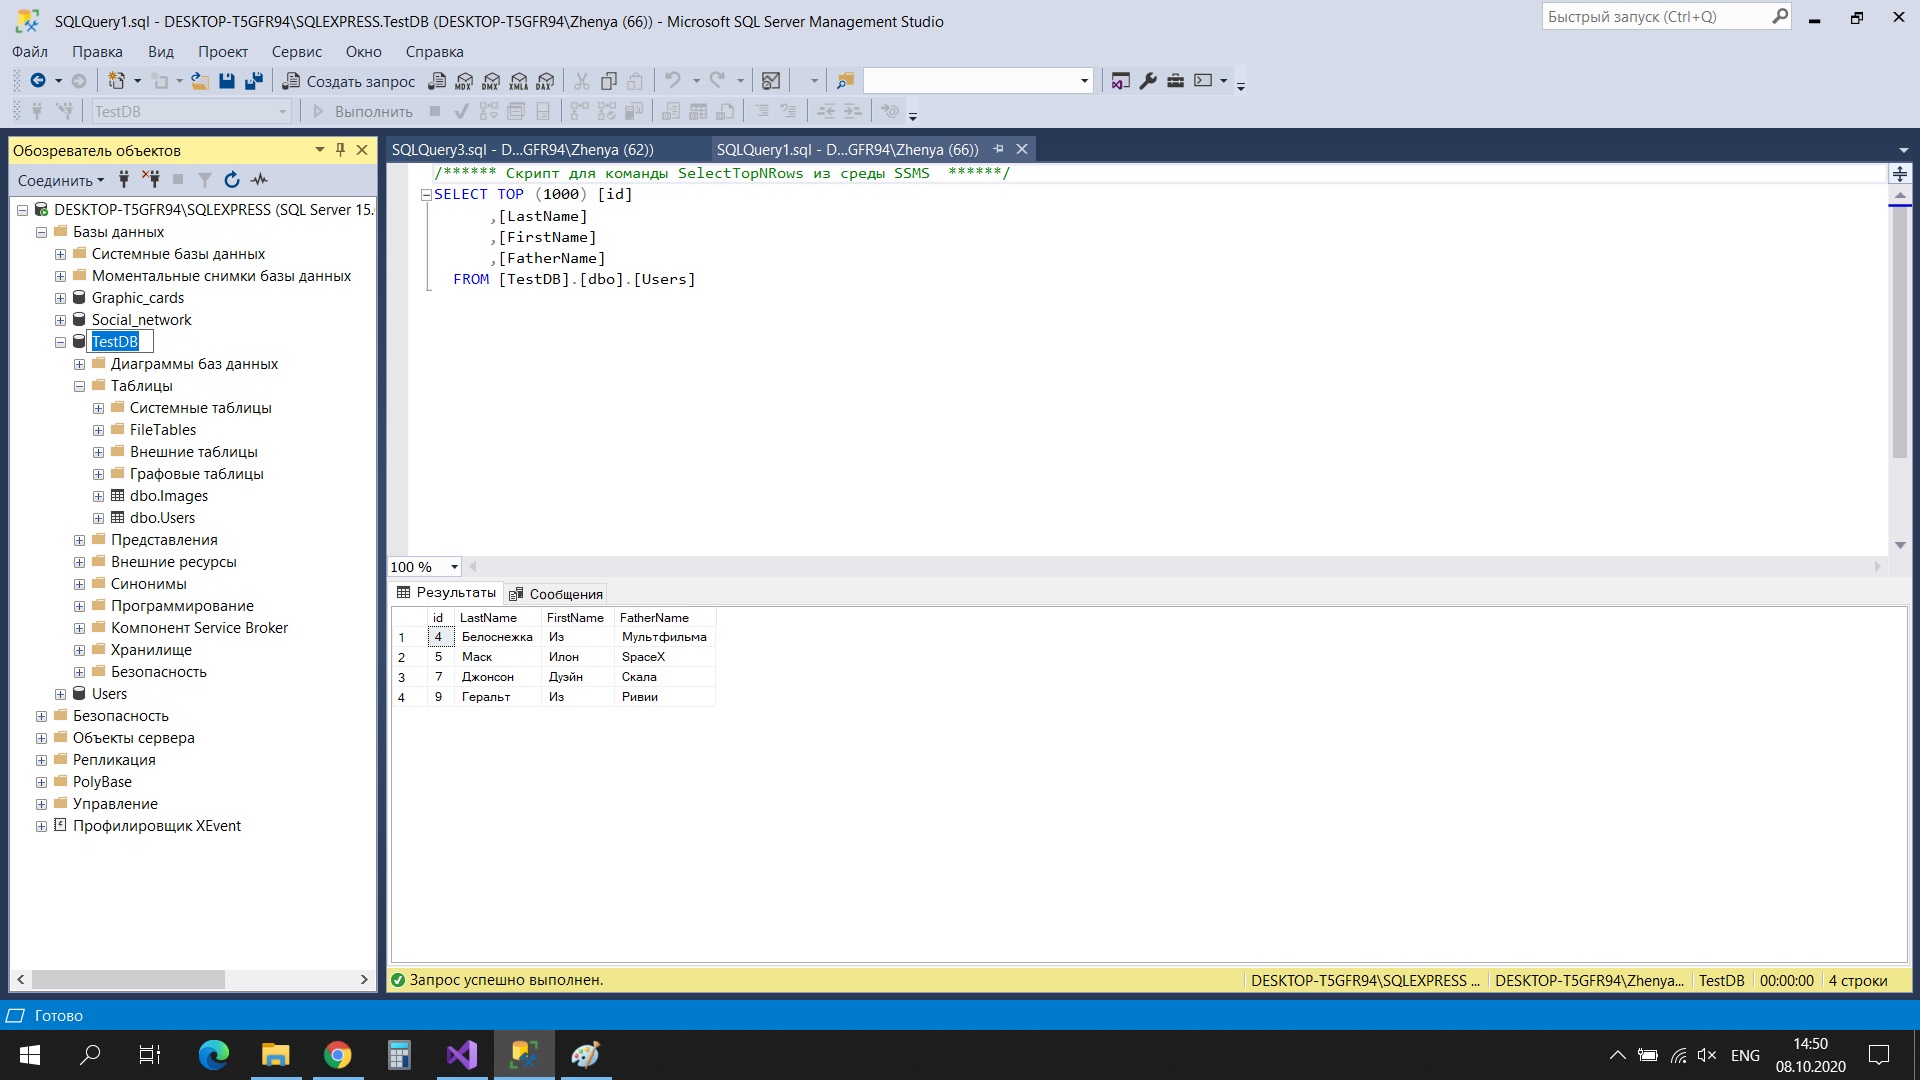 SQLQuery1.sql - DESKTOP-T5GFR94\SQLEXPRESS.TestDB (DESKTOP-T5GFR94\Zhenya (66)) - Microsoft SQL Server Management Studio
Быстрый запуск (Ctrl+Q)
Файл Правка Вид Проект Сервис Окно Справка
Создать запрос MDX DMX XMLA DAX
TestDB Выполнить
Обозреватель объектов
Соединить
DESKTOP-T5GFR94\SQLEXPRESS (SQL Server 15.
Базы данных
Системные базы данных
Моментальные снимки базы данных
Graphic_cards
Social_network
TestDB
Диаграммы баз данных
Таблицы
Системные таблицы
FileTables
Внешние таблицы
Графовые таблицы
dbo.Images
dbo.Users
Представления
Внешние ресурсы
Синонимы
Программирование
Компонент Service Broker
Хранилище
Безопасность
Users
Безопасность
Объекты сервера
Репликация
PolyBase
Управление
Профилировщик XEvent
SQLQuery3.sql - D...GFR94\Zhenya (62)) SQLQuery1.sql - D...GFR94\Zhenya (66))
/****** Скрипт для команды SelectTopNRows из среды SSMS  ******/
SELECT TOP (1000) [id]
,[LastName]
,[FirstName]
,[FatherName]
FROM [TestDB].[dbo].[Users]
100 %
Результаты Сообщения
id LastName FirstName FatherName
1 4 Белоснежка Из Мультфильма
2 5 Маск Илон SpaceX
3 7 Джонсон Дуэйн Скала
4 9 Геральт Из Ривии
Запрос успешно выполнен. DESKTOP-T5GFR94\SQLEXPRESS ... DESKTOP-T5GFR94\Zhenya... TestDB 00:00:00 4 строки
Готово
ENG
14:50
08.10.2020